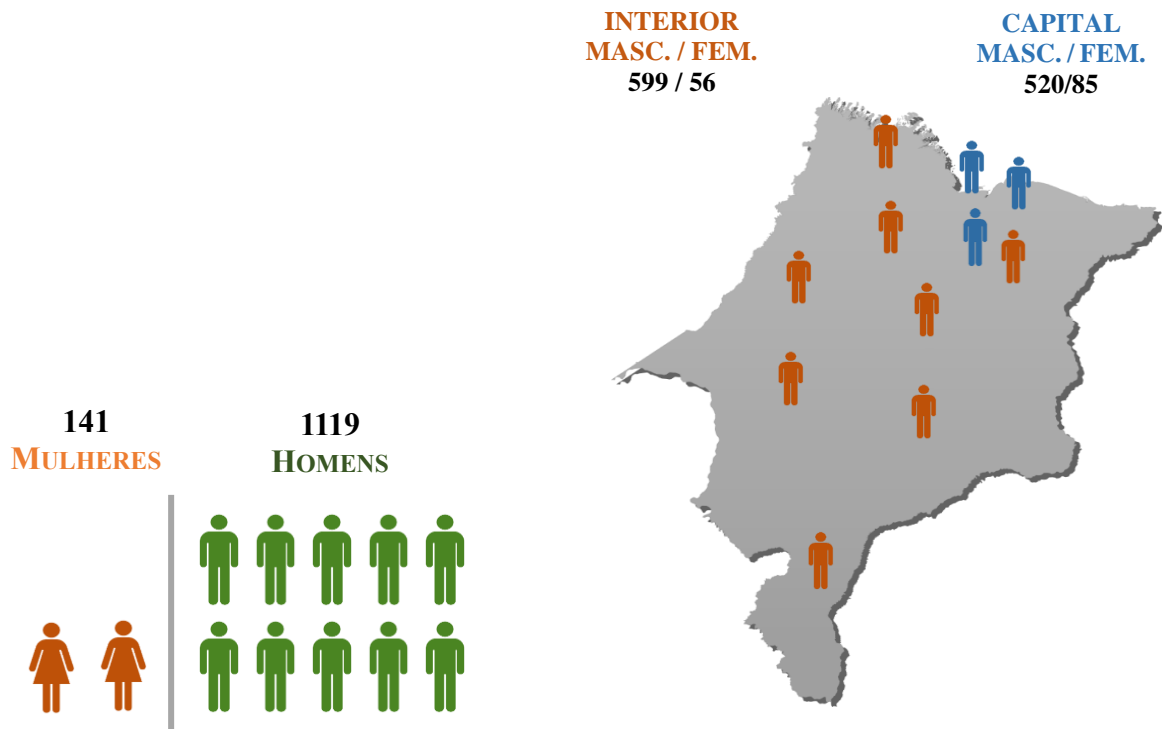 INTERIOR
MASC. / FEM.
599 / 56
CAPITAL
MASC. / FEM.
520/85
141
MULHERES
1119
HOMENS